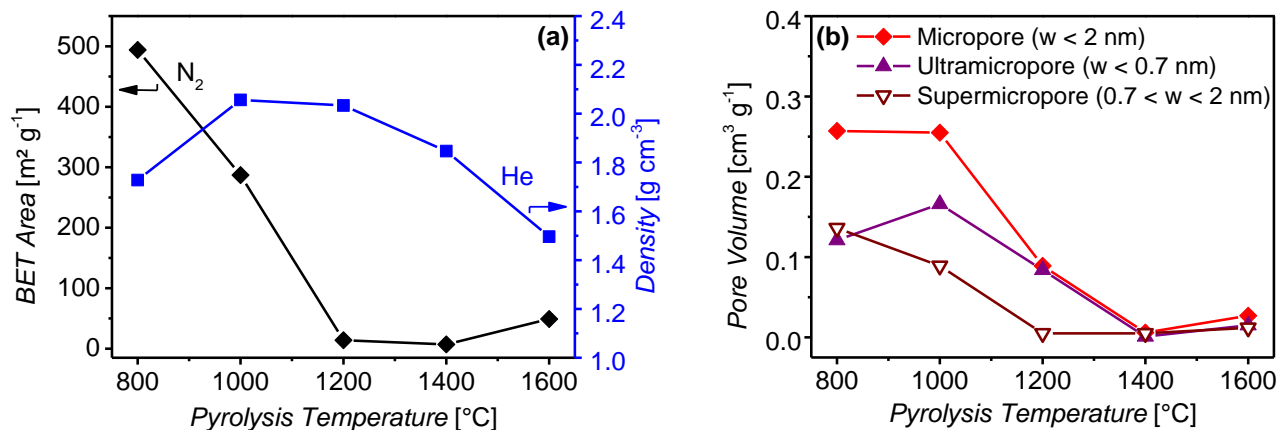 (a)
N₂
He
BET Area [m² g⁻¹]
500
400
300
200
100
0
Density [g cm⁻³]
2.4
2.2
2.0
1.8
1.6
1.4
1.2
1.0
800 1000 1200 1400 1600
Pyrolysis Temperature [°C]
(b)
Micropore (w < 2 nm)
Ultramicropore (w < 0.7 nm)
Supermicropore (0.7 < w < 2 nm)
Pore Volume [cm³ g⁻¹]
0.4
0.3
0.2
0.1
0.0
800 1000 1200 1400 1600
Pyrolysis Temperature [°C]